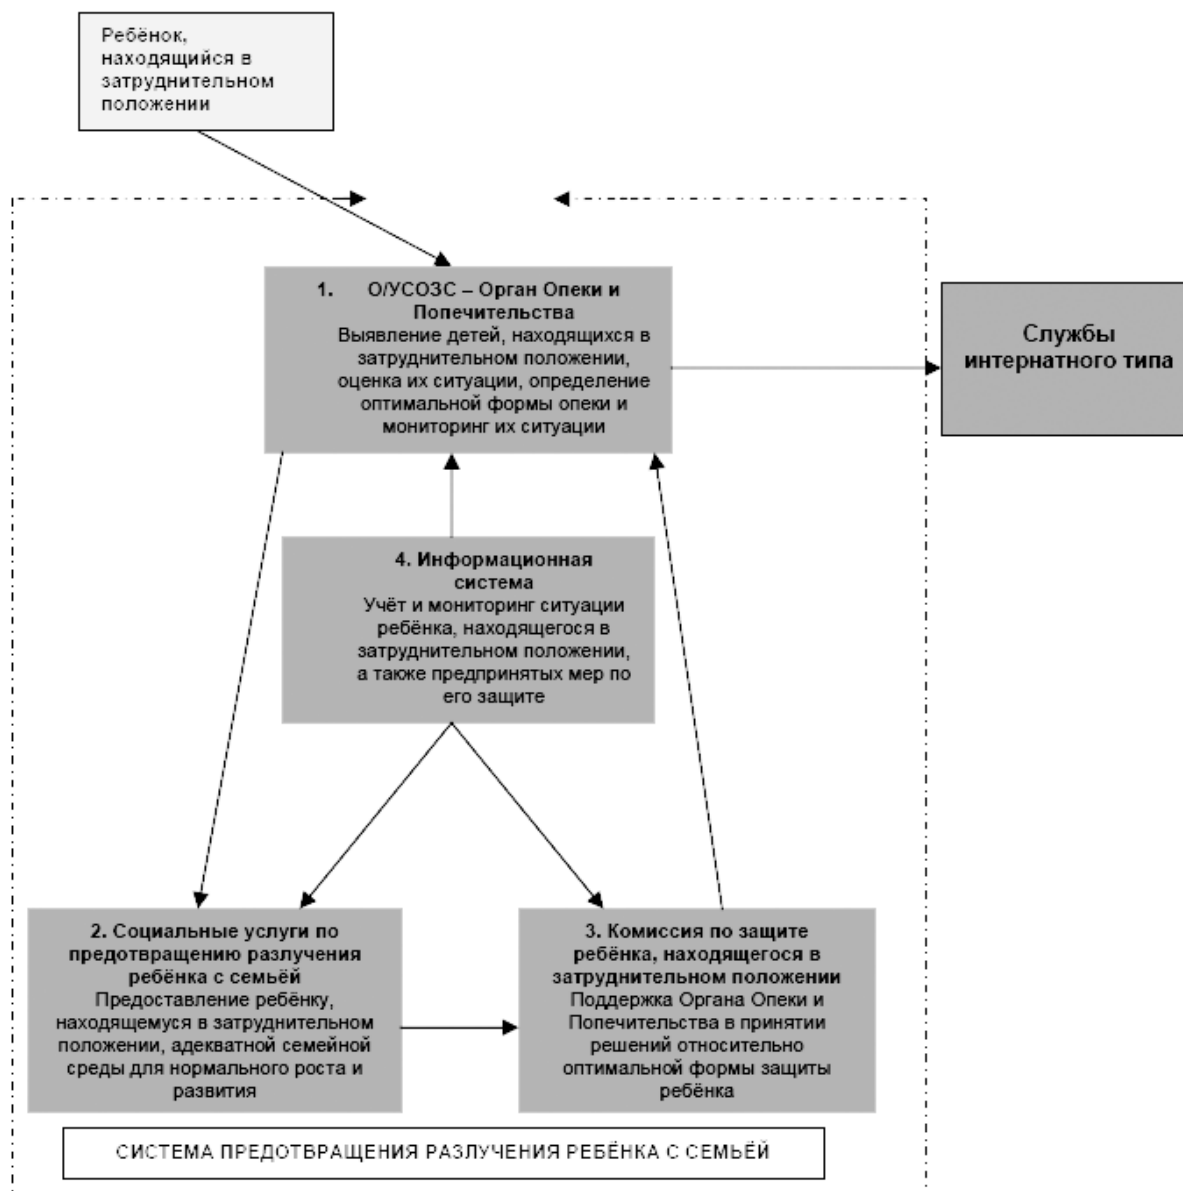 Ребёнок,
находящийся в
затруднительном
положении
1. О/УСОЗС – Орган Опеки и
Попечительства
Выявление детей, находящихся в
затруднительном положении,
оценка их ситуации, определение
оптимальной формы опеки и
мониторинг их ситуации
Службы
интернатного типа
4. Информационная
система
Учёт и мониторинг ситуации
ребёнка, находящегося в
затруднительном положении,
а также предпринятых мер по
его защите
2. Социальные услуги по
предотвращению разлучения
ребёнка с семьёй
Предоставление ребёнку,
находящемуся в затруднительном
положении, адекватной семейной
среды для нормального роста и
развития
3. Комиссия по защите
ребёнка, находящегося в
затруднительном положении
Поддержка Органа Опеки и
Попечительства в принятии
решений относительно
оптимальной формы защиты
ребёнка
СИСТЕМА ПРЕДОТВРАЩЕНИЯ РАЗЛУЧЕНИЯ РЕБЁНКА С СЕМЬЁЙ